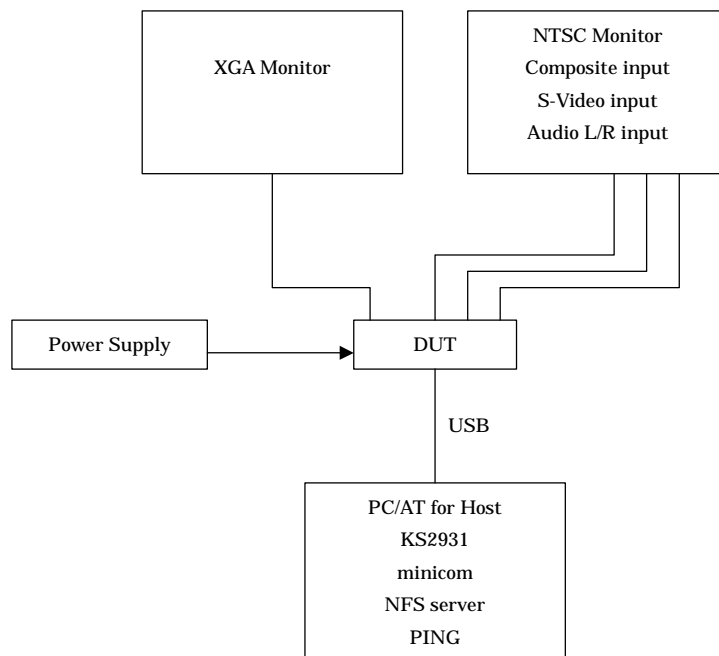 XGA Monitor
NTSC Monitor
Composite input
S-Video input
Audio L/R input
Power Supply
DUT
USB
PC/AT for Host
KS2931
minicom
NFS server
PING